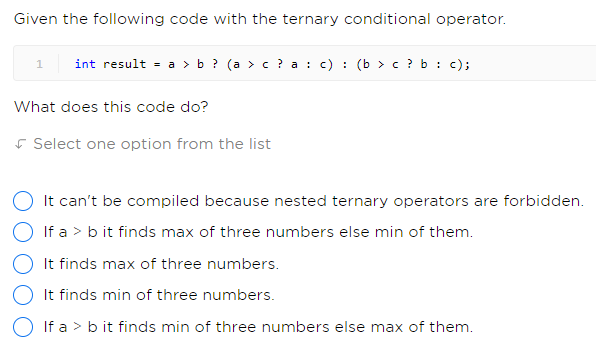 Given the following code with the ternary conditional operator.
1 int result = a > b ? (a > c ? a : c) : (b > c ? b : c);
What does this code do?
Select one option from the list
It can't be compiled because nested ternary operators are forbidden.
If a > b it finds max of three numbers else min of them.
It finds max of three numbers.
It finds min of three numbers.
If a > b it finds min of three numbers else max of them.